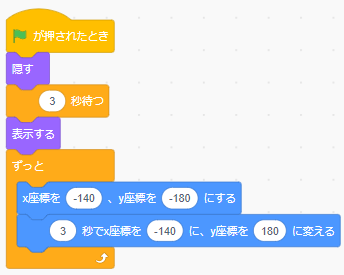 が押されたとき
隠す
3 秒待つ
表示する
ずっと
x座標を -140 、y座標を -180 にする
3 秒でx座標を -140 に、y座標を 180 に変える